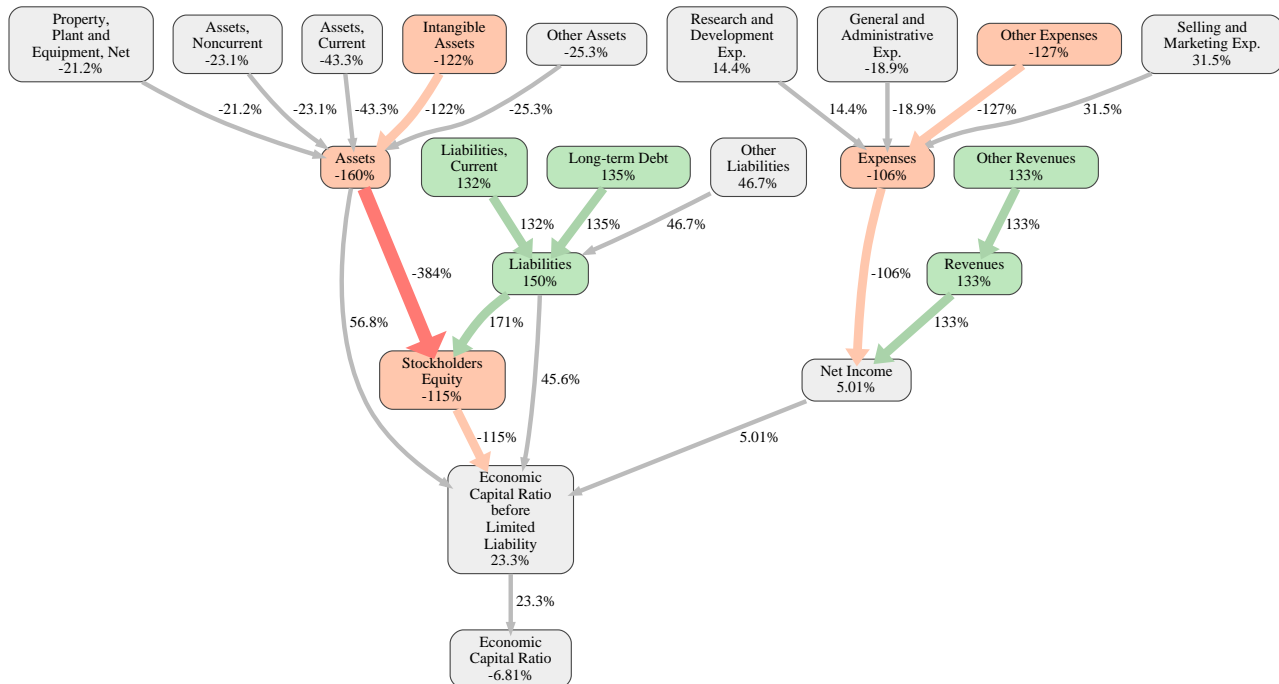 Property,
Plant and
Equipment, Net
-21.2%
Assets,
Noncurrent
-23.1%
Assets,
Current
-43.3%
Intangible
Assets
-122%
Other Assets
-25.3%
Research and
Development
Exp.
14.4%
General and
Administrative
Exp.
-18.9%
Other Expenses
-127%
Selling and
Marketing Exp.
31.5%
-21.2%
-23.1%
-43.3%
-122%
-25.3%
14.4%
-18.9%
-127%
31.5%
Assets
-160%
Liabilities,
Current
132%
Long-term Debt
135%
Other
Liabilities
46.7%
Expenses
-106%
Other Revenues
133%
132%
135%
46.7%
133%
-384%
Liabilities
150%
-106%
Revenues
133%
56.8%
171%
133%
Stockholders
Equity
-115%
45.6%
Net Income
5.01%
-115%
5.01%
Economic
Capital Ratio
before
Limited
Liability
23.3%
23.3%
Economic
Capital Ratio
-6.81%